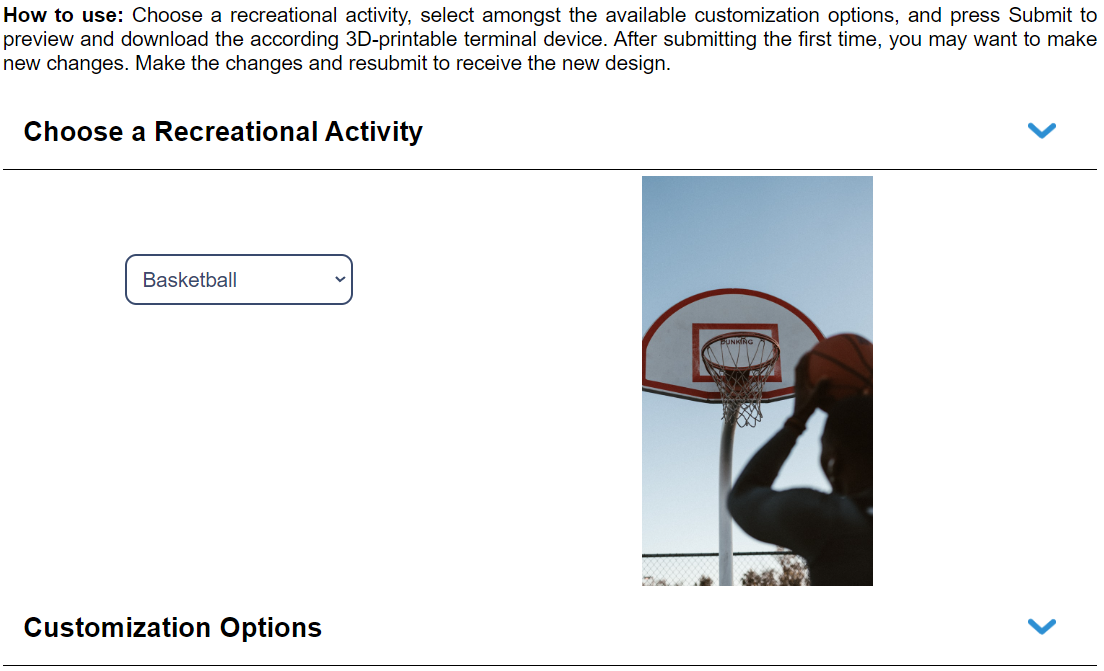 How to use: Choose a recreational activity, select amongst the available customization options, and press Submit to
preview and download the according 3D-printable terminal device. After submitting the first time, you may want to make
new changes. Make the changes and resubmit to receive the new design.
Choose a Recreational Activity
Basketball
Customization Options